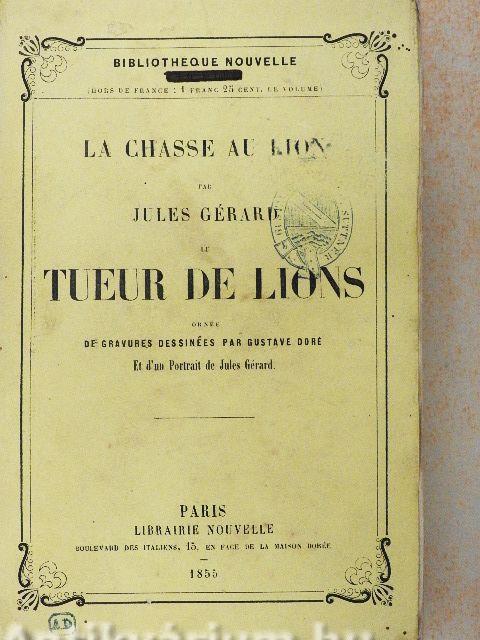 BIBLIOTHEQUE NOUVELLE
(HORS DE FRANCE : 1 FRANC 25 CENT. LE VOLUME)
LA CHASSE AU LION
PAR
JULES GÉRARD
LE
TUEUR DE LIONS
ORNÉE
DE GRAVURES DESSINÉES PAR GUSTAVE DORÉ
Et d'un Portrait de Jules Gérard.
PARIS
LIBRAIRIE NOUVELLE
BOULEVARD DES ITALIENS, 15, EN FACE DE LA MAISON DORÉE
1855
AD